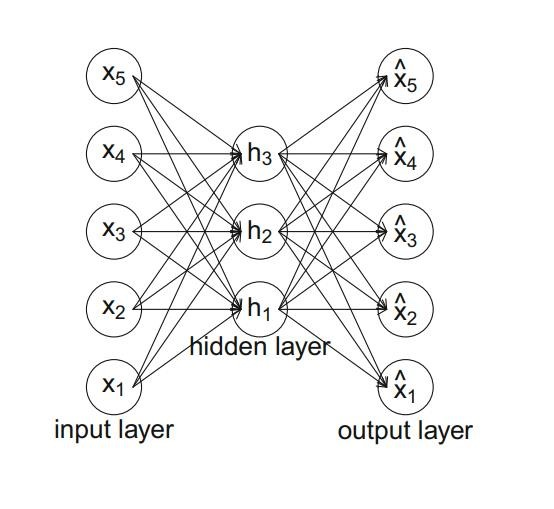 x5 x̂5
x4 h3 x̂4
x3 h2 x̂3
x2 h1 x̂2
hidden layer
x1 x̂1
input layer output layer